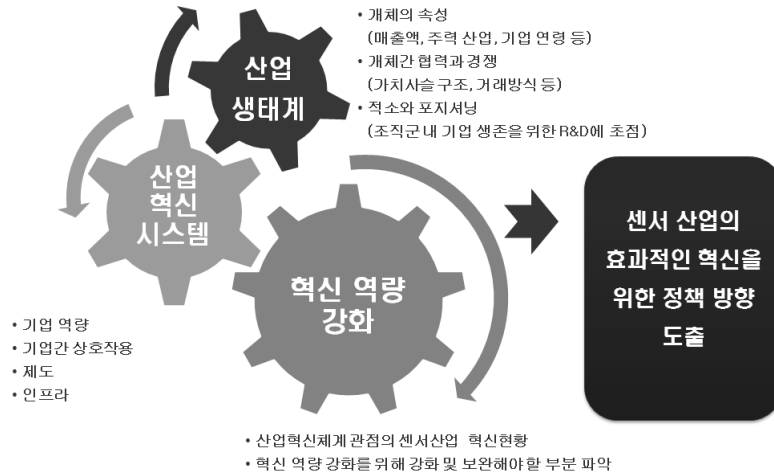 • 개체의 속성
(매출액, 주력 산업, 기업 연령 등)
• 개체간 협력과 경쟁
(가치사슬 구조, 거래방식 등)
• 적소와 포지셔닝
(조직군 내 기업 생존을 위한 R&D에 초점)
산업
생태계
산업
혁신
시스템
혁신 역량
강화
센서 산업의
효과적인 혁신을
위한 정책 방향
도출
• 기업 역량
• 기업간 상호작용
• 제도
• 인프라
• 산업혁신체계 관점의 센서산업 혁신현황
• 혁신 역량 강화를 위해 강화 및 보완해야할 부분 파악